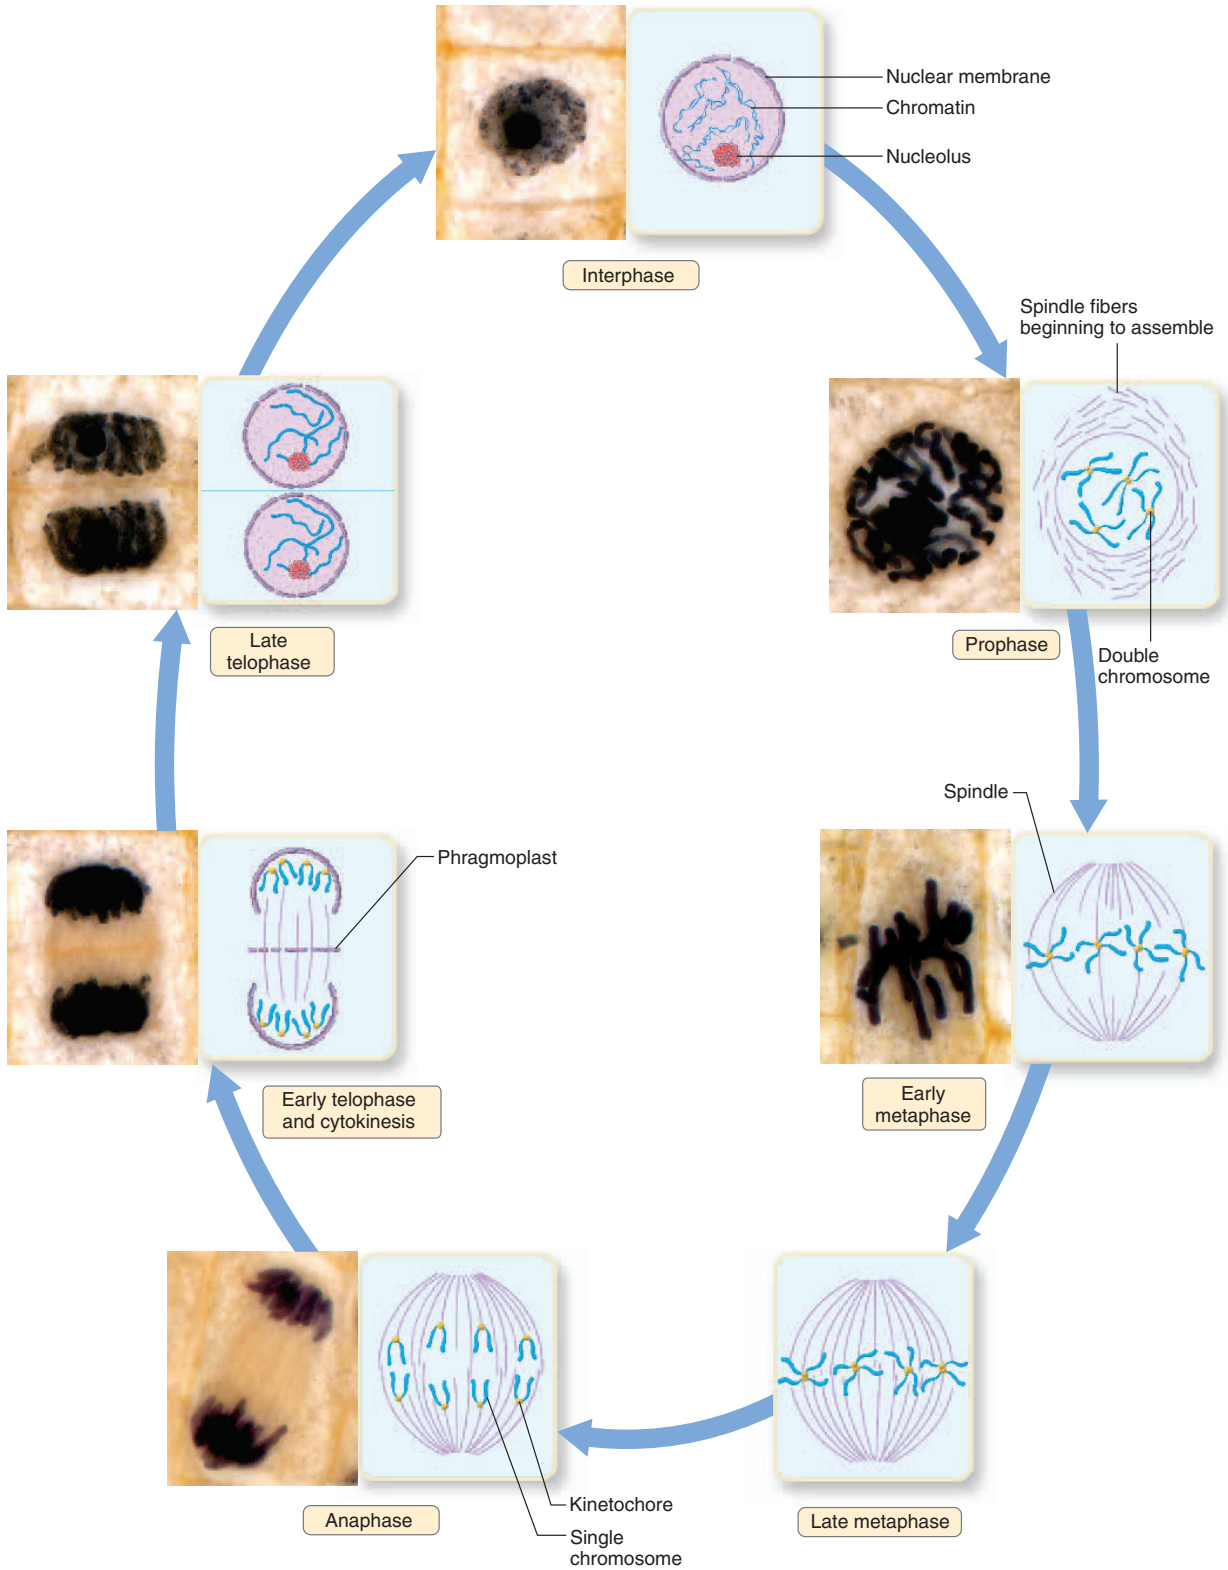 Nuclear membrane
Chromatin
Nucleolus
Interphase
Spindle fibers
beginning to assemble
Prophase
Double
chromosome
Spindle
Early
metaphase
Late metaphase
Kinetochore
Single
chromosome
Anaphase
Phragmoplast
Early telophase
and cytokinesis
Late
telophase